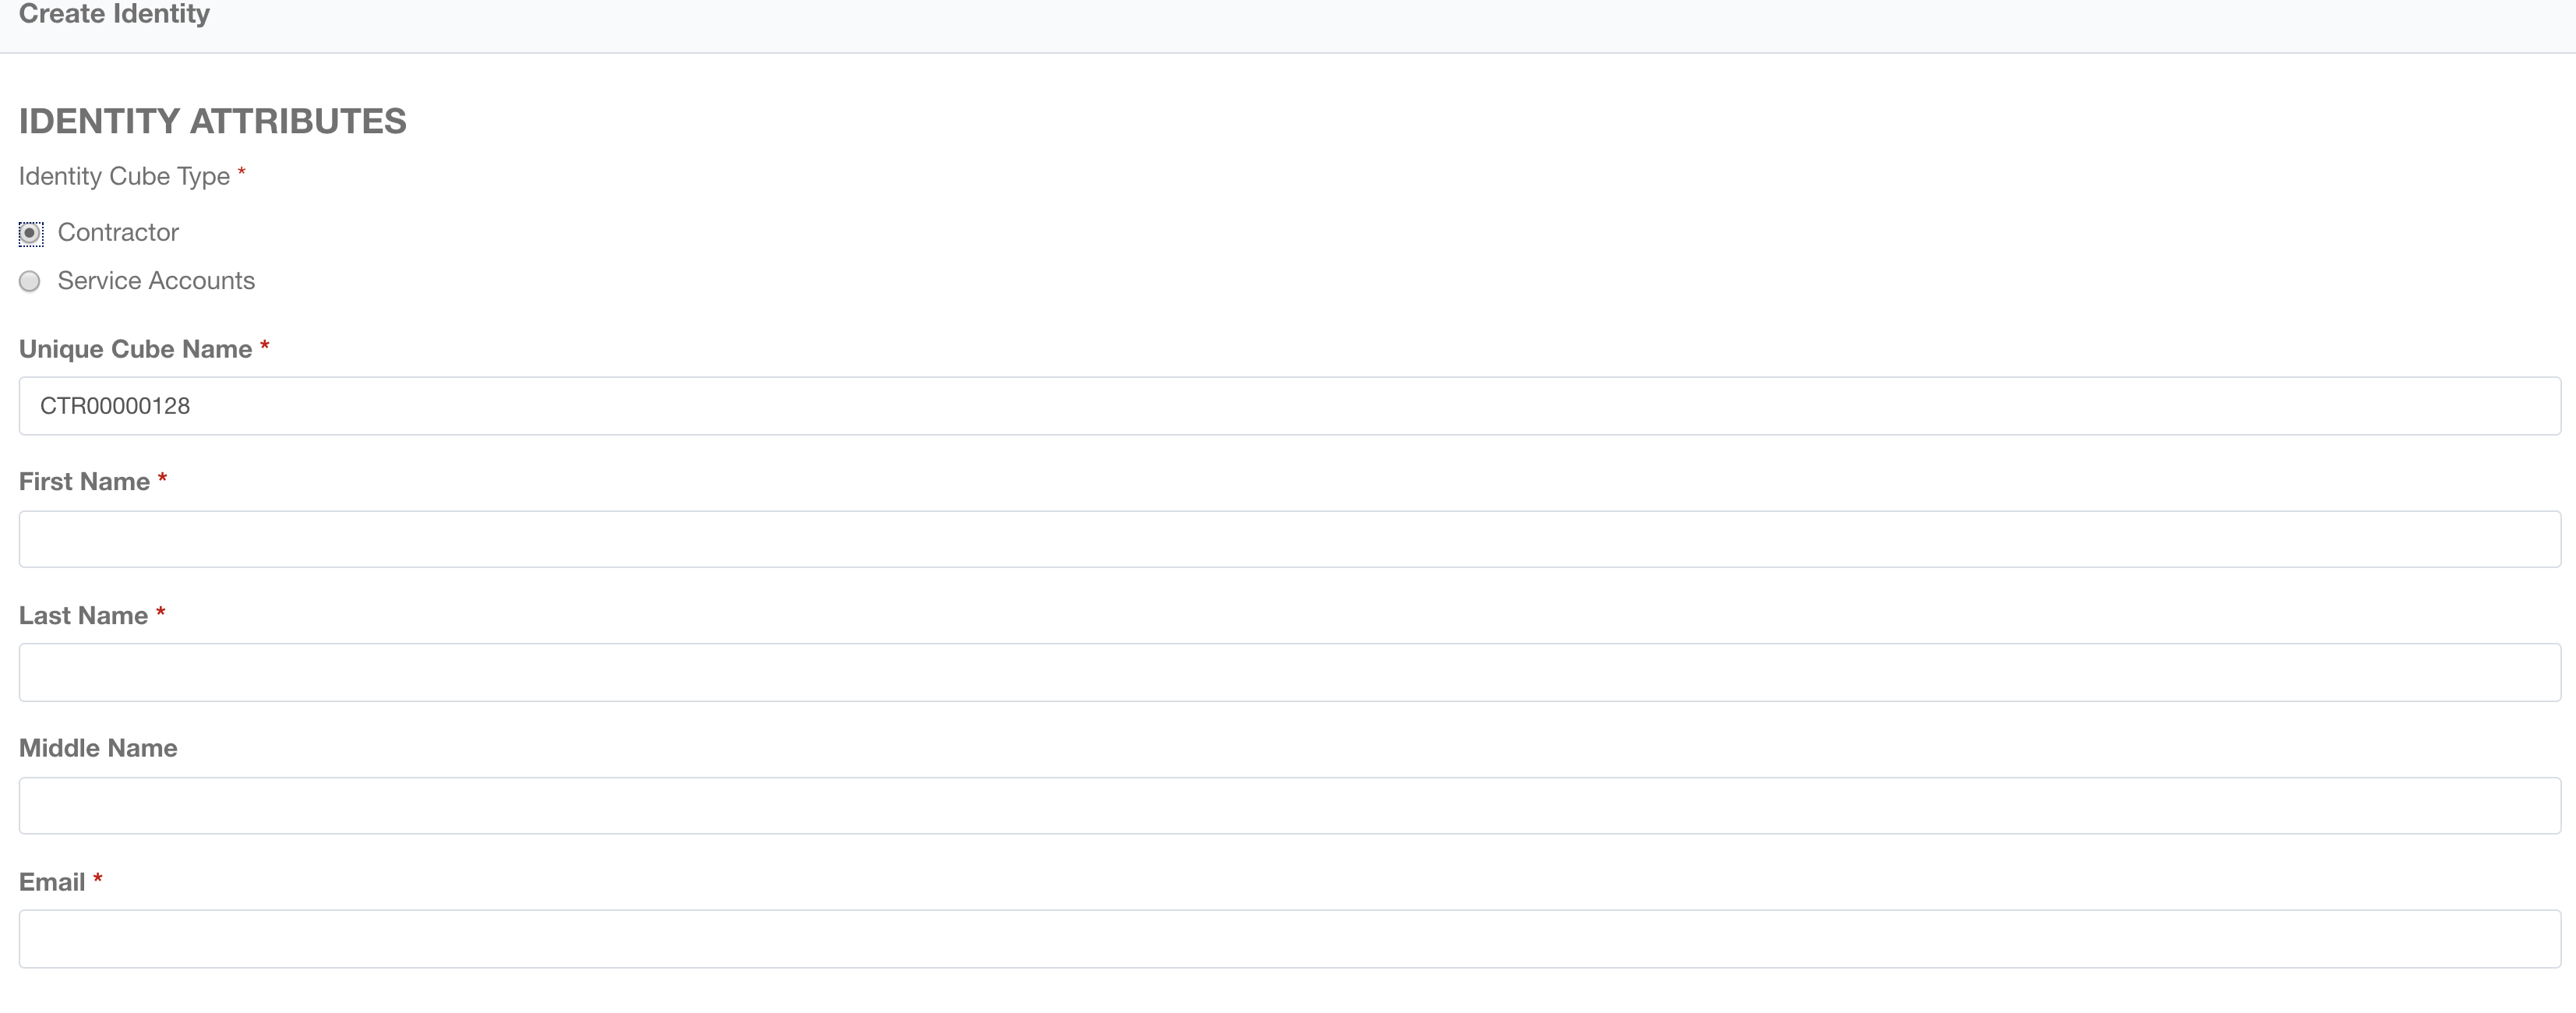 Create Identity
IDENTITY ATTRIBUTES
Identity Cube Type *
Contractor
Service Accounts
Unique Cube Name *
CTR00000128
First Name *
Last Name *
Middle Name
Email *